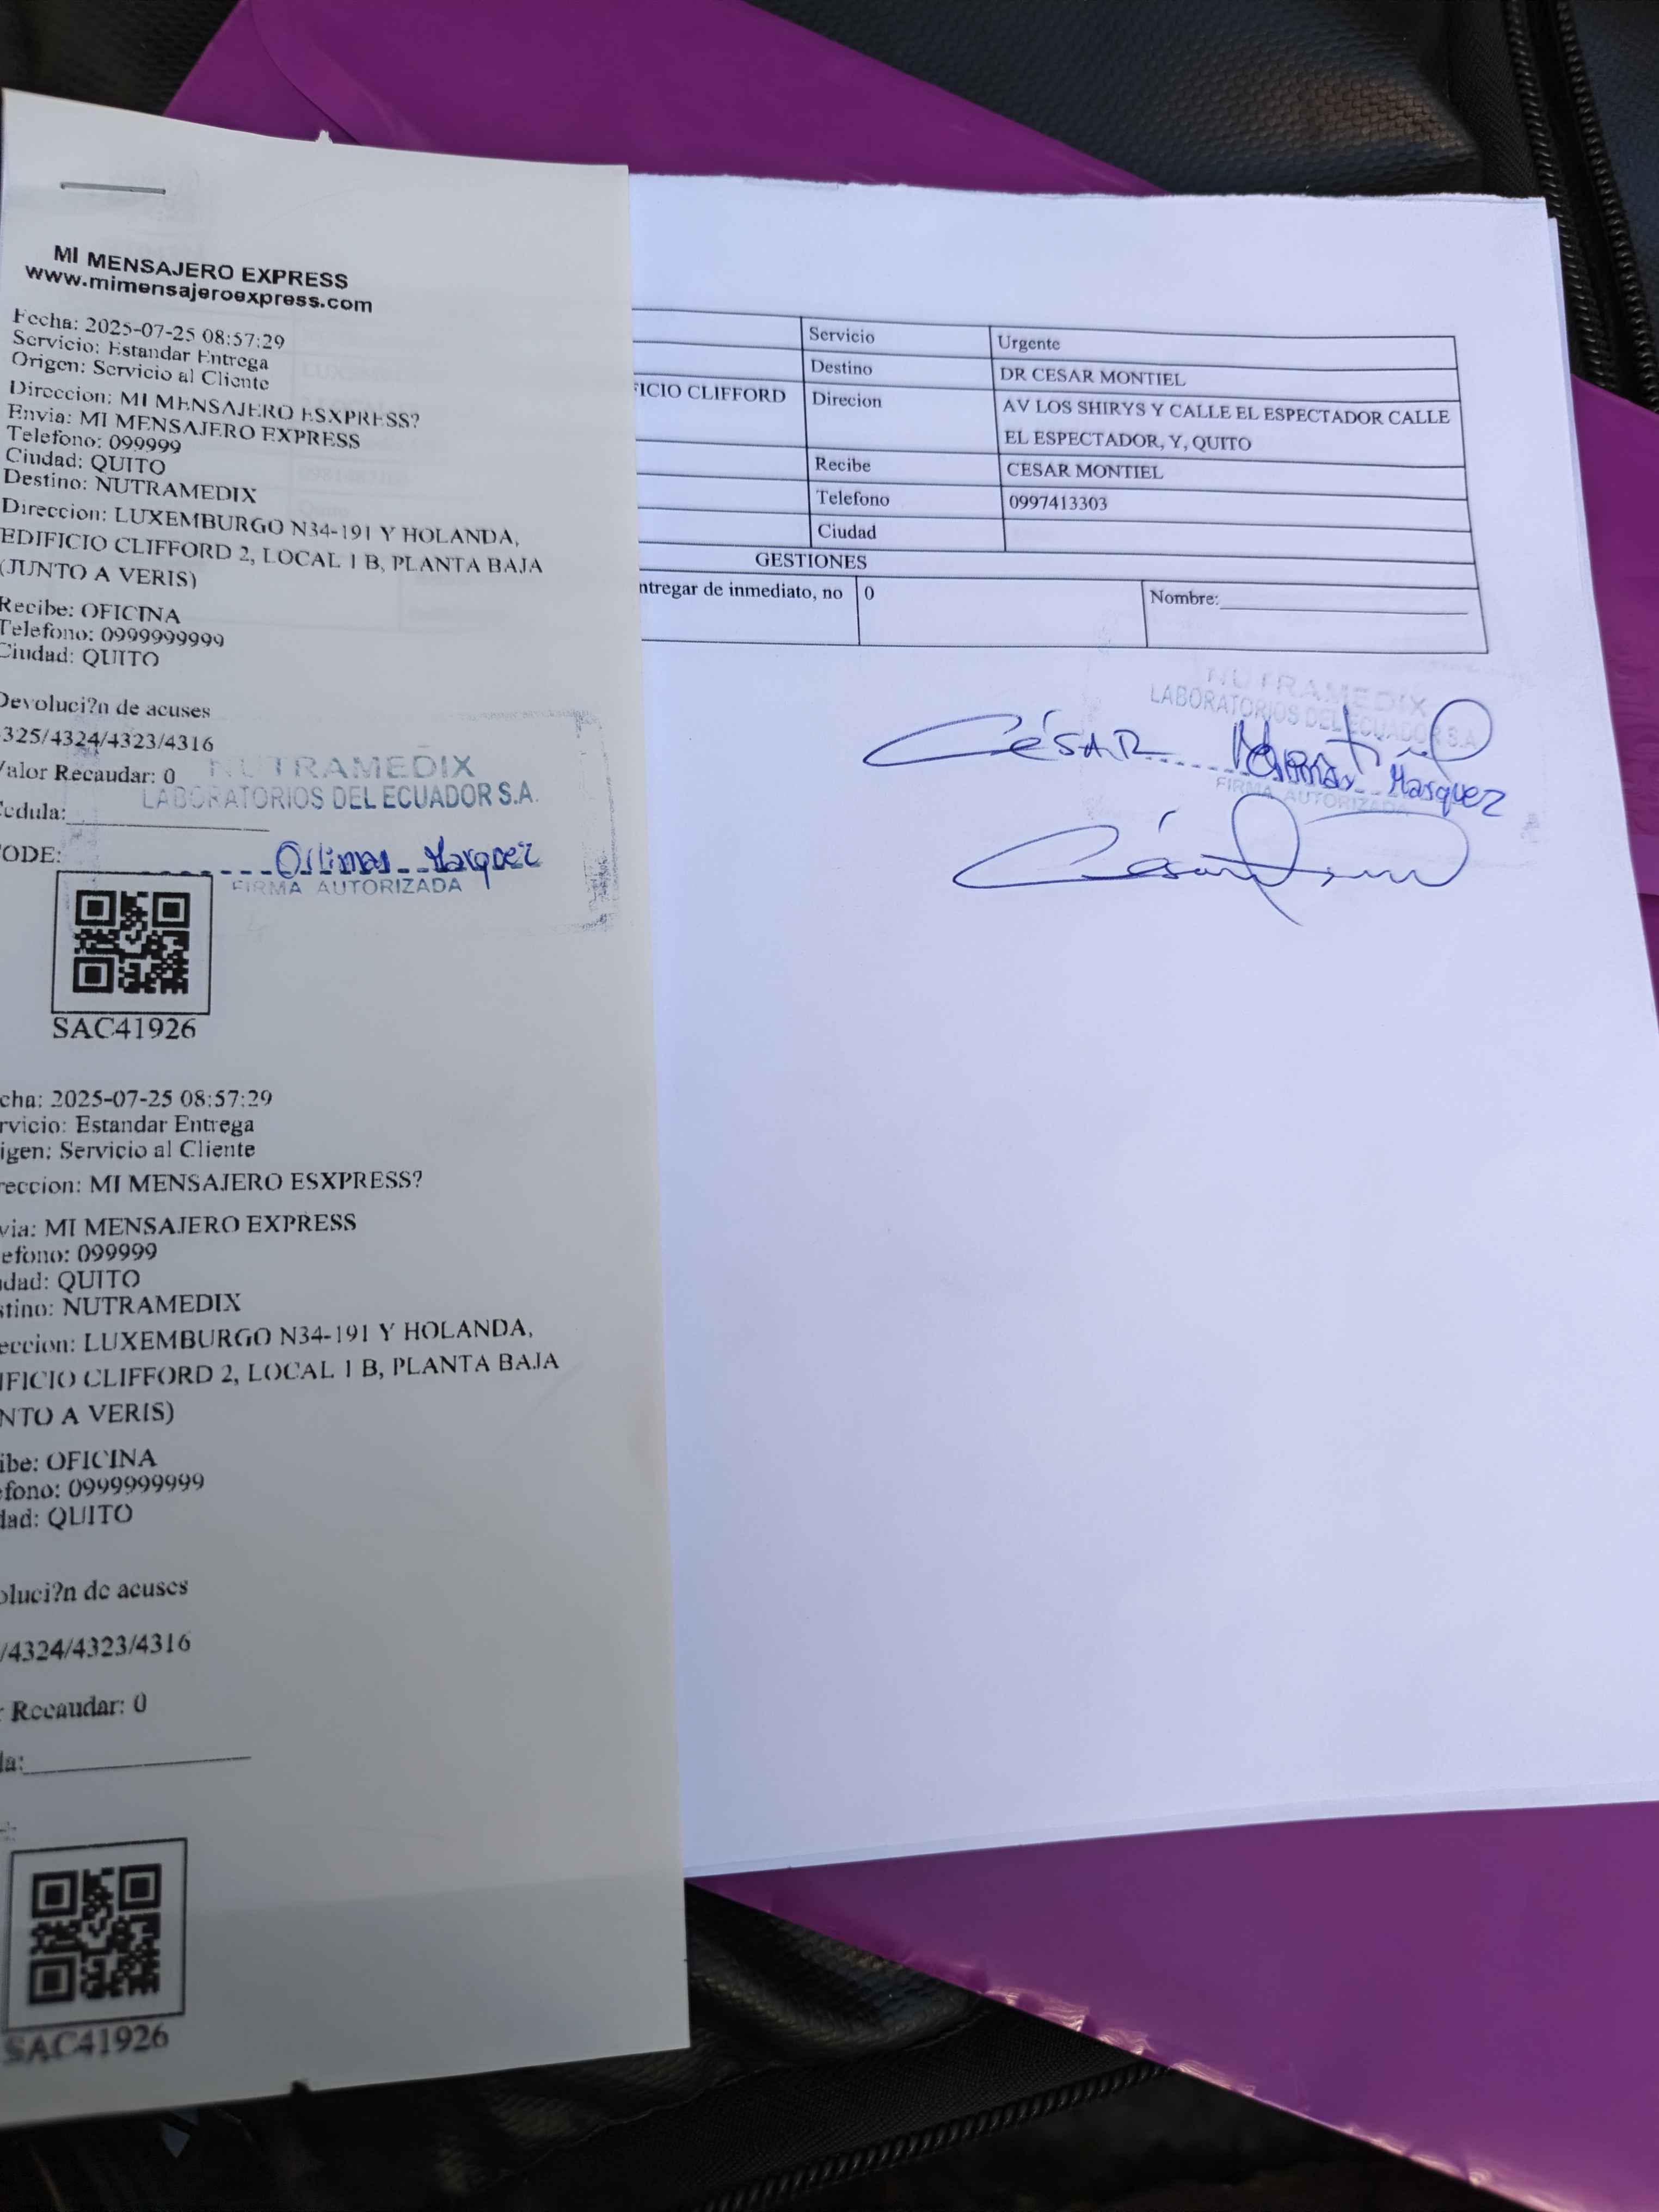 MI MENSAJERO EXPRESS
www.mimensajeroexpress.com
Fecha: 2025-07-25 08:57:29
Servicio: Estandar Entrega
Origen: Servicio al Cliente
Direccion: MI MENSAJERO ESXPRESS?
Envia: MI MENSAJERO EXPRESS
Telefono: 099999
Ciudad: QUITO
Destino: NUTRAMEDIX
Direccion: LUXEMBURGO N34-191 Y HOLANDA,
EDIFICIO CLIFFORD 2, LOCAL 1 B, PLANTA BAJA
(JUNTO A VERIS)
Recibe: OFICINA
Telefono: 0999999999
Ciudad: QUITO
Devoluci?n de acuses
325/4324/4323/4316
Valor Recaudar: 0
NUTRAMEDIX
LABORATORIOS DEL ECUADOR S.A.
edula:
ODE:
Marquez
FIRMA AUTORIZADA
SAC41926
cha: 2025-07-25 08:57:29
rvicio: Estandar Entrega
igen: Servicio al Cliente
reccion: MI MENSAJERO ESXPRESS?
via: MI MENSAJERO EXPRESS
efono: 099999
dad: QUITO
stino: NUTRAMEDIX
eccion: LUXEMBURGO N34-191 Y HOLANDA,
IFICIO CLIFFORD 2, LOCAL 1 B, PLANTA BAJA
NTO A VERIS)
ibe: OFICINA
fono: 0999999999
dad: QUITO
oluci?n de acuses
/4324/4323/4316
r Recaudar: 0
la:
SAC41926
Servicio Urgente
Destino DR CESAR MONTIEL
FICIO CLIFFORD Direcion AV LOS SHIRYS Y CALLE EL ESPECTADOR CALLE
EL ESPECTADOR, Y, QUITO
Recibe CESAR MONTIEL
Telefono 0997413303
Ciudad
GESTIONES
ntregar de inmediato, no 0 Nombre:
NUTRAMEDIX
LABORATORIOS DEL ECUADOR S.A.
CÉSAR Montiel
Marquez
FIRMA AUTORIZADA